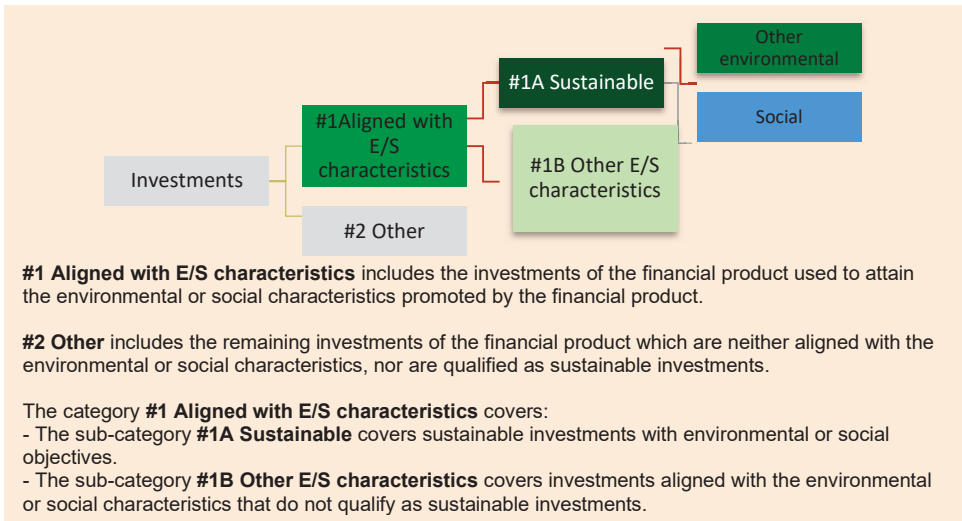 Other
environmental
#1A Sustainable
Social
#1Aligned with
E/S
characteristics
#1B Other E/S
characteristics
Investments
#2 Other
#1 Aligned with E/S characteristics includes the investments of the financial product used to attain
the environmental or social characteristics promoted by the financial product.
#2 Other includes the remaining investments of the financial product which are neither aligned with the
environmental or social characteristics, nor are qualified as sustainable investments.
The category #1 Aligned with E/S characteristics covers:
- The sub-category #1A Sustainable covers sustainable investments with environmental or social
objectives.
- The sub-category #1B Other E/S characteristics covers investments aligned with the environmental
or social characteristics that do not qualify as sustainable investments.